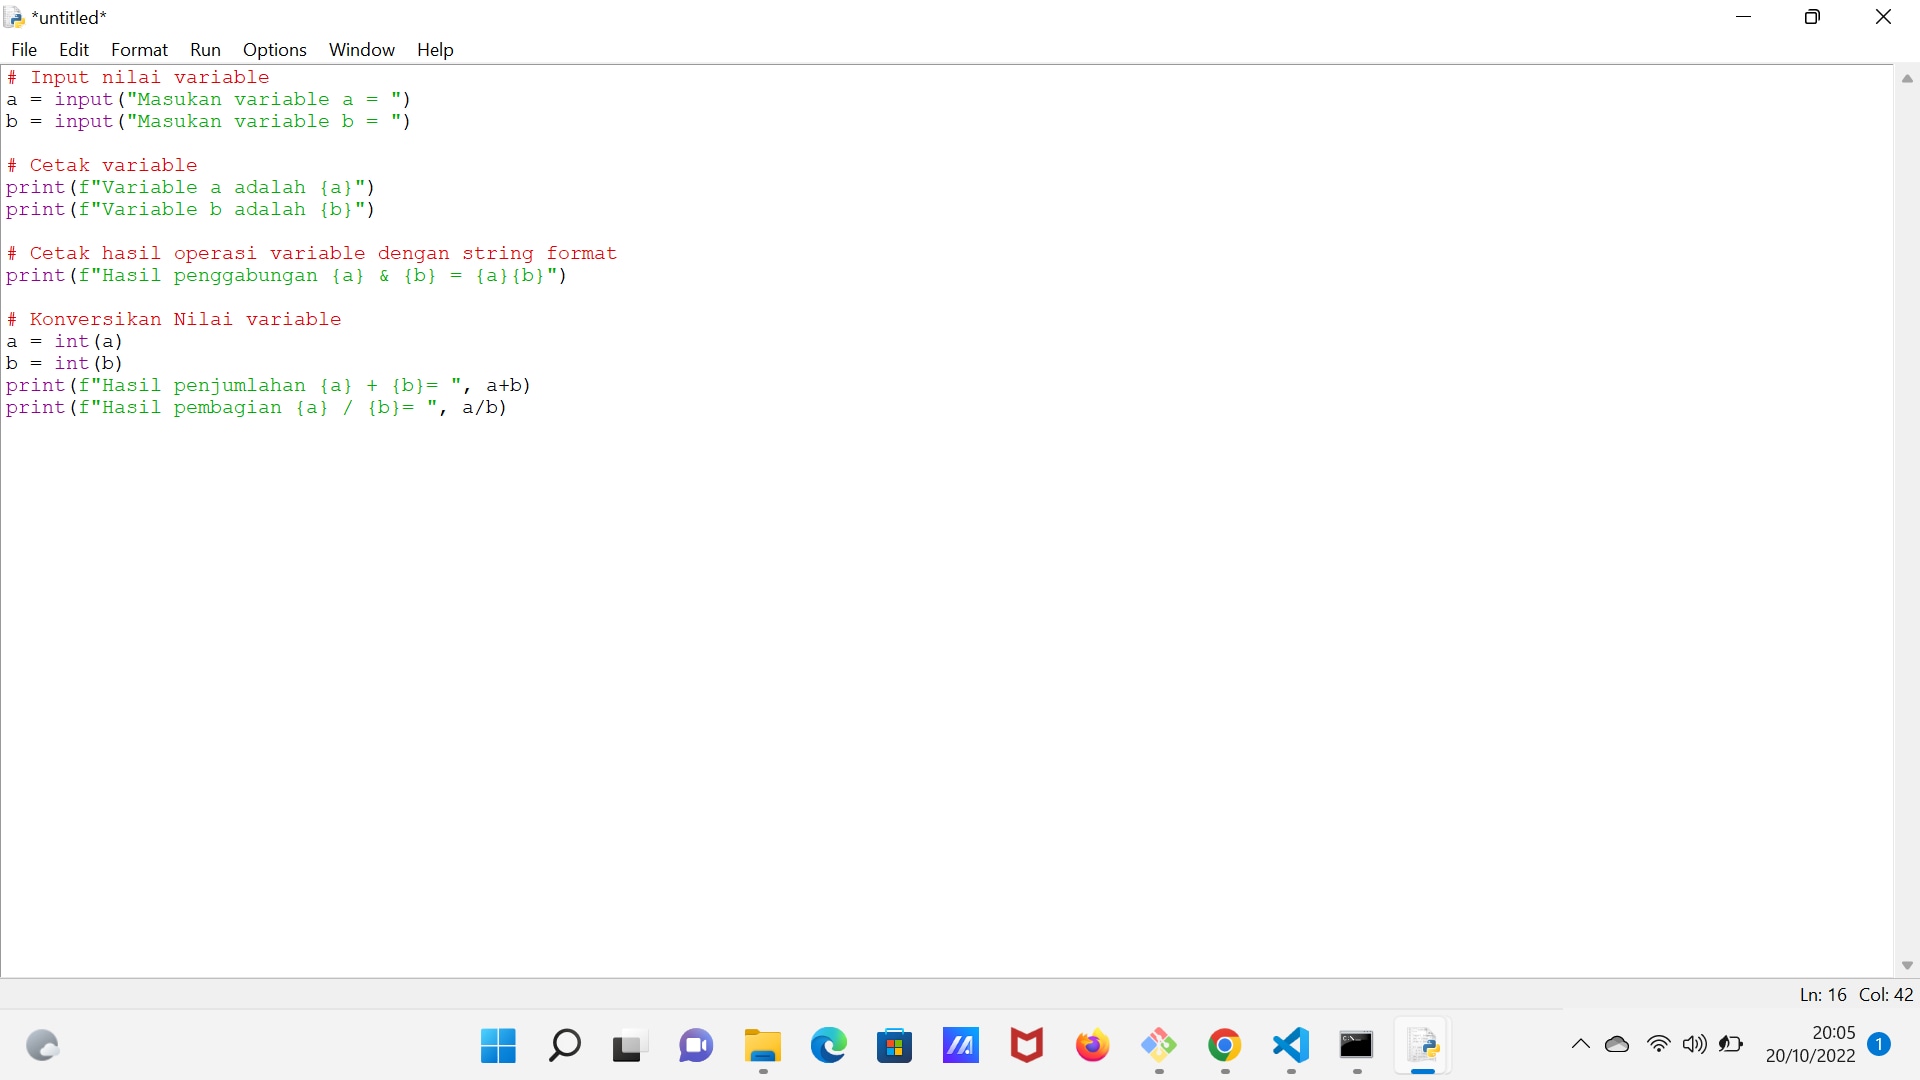 *untitled*
File Edit Format Run Options Window Help
# Input nilai variable
a = input("Masukan variable a = ")
b = input("Masukan variable b = ")
# Cetak variable
print(f"Variable a adalah {a}")
print(f"Variable b adalah {b}")
# Cetak hasil operasi variable dengan string format
print(f"Hasil penggabungan {a} & {b} = {a}{b}")
# Konversikan Nilai variable
a = int(a)
b = int(b)
print(f"Hasil penjumlahan {a} + {b}= ", a+b)
print(f"Hasil pembagian {a} / {b}= ", a/b)
Ln: 16 Col: 42
20:05
20/10/2022
1